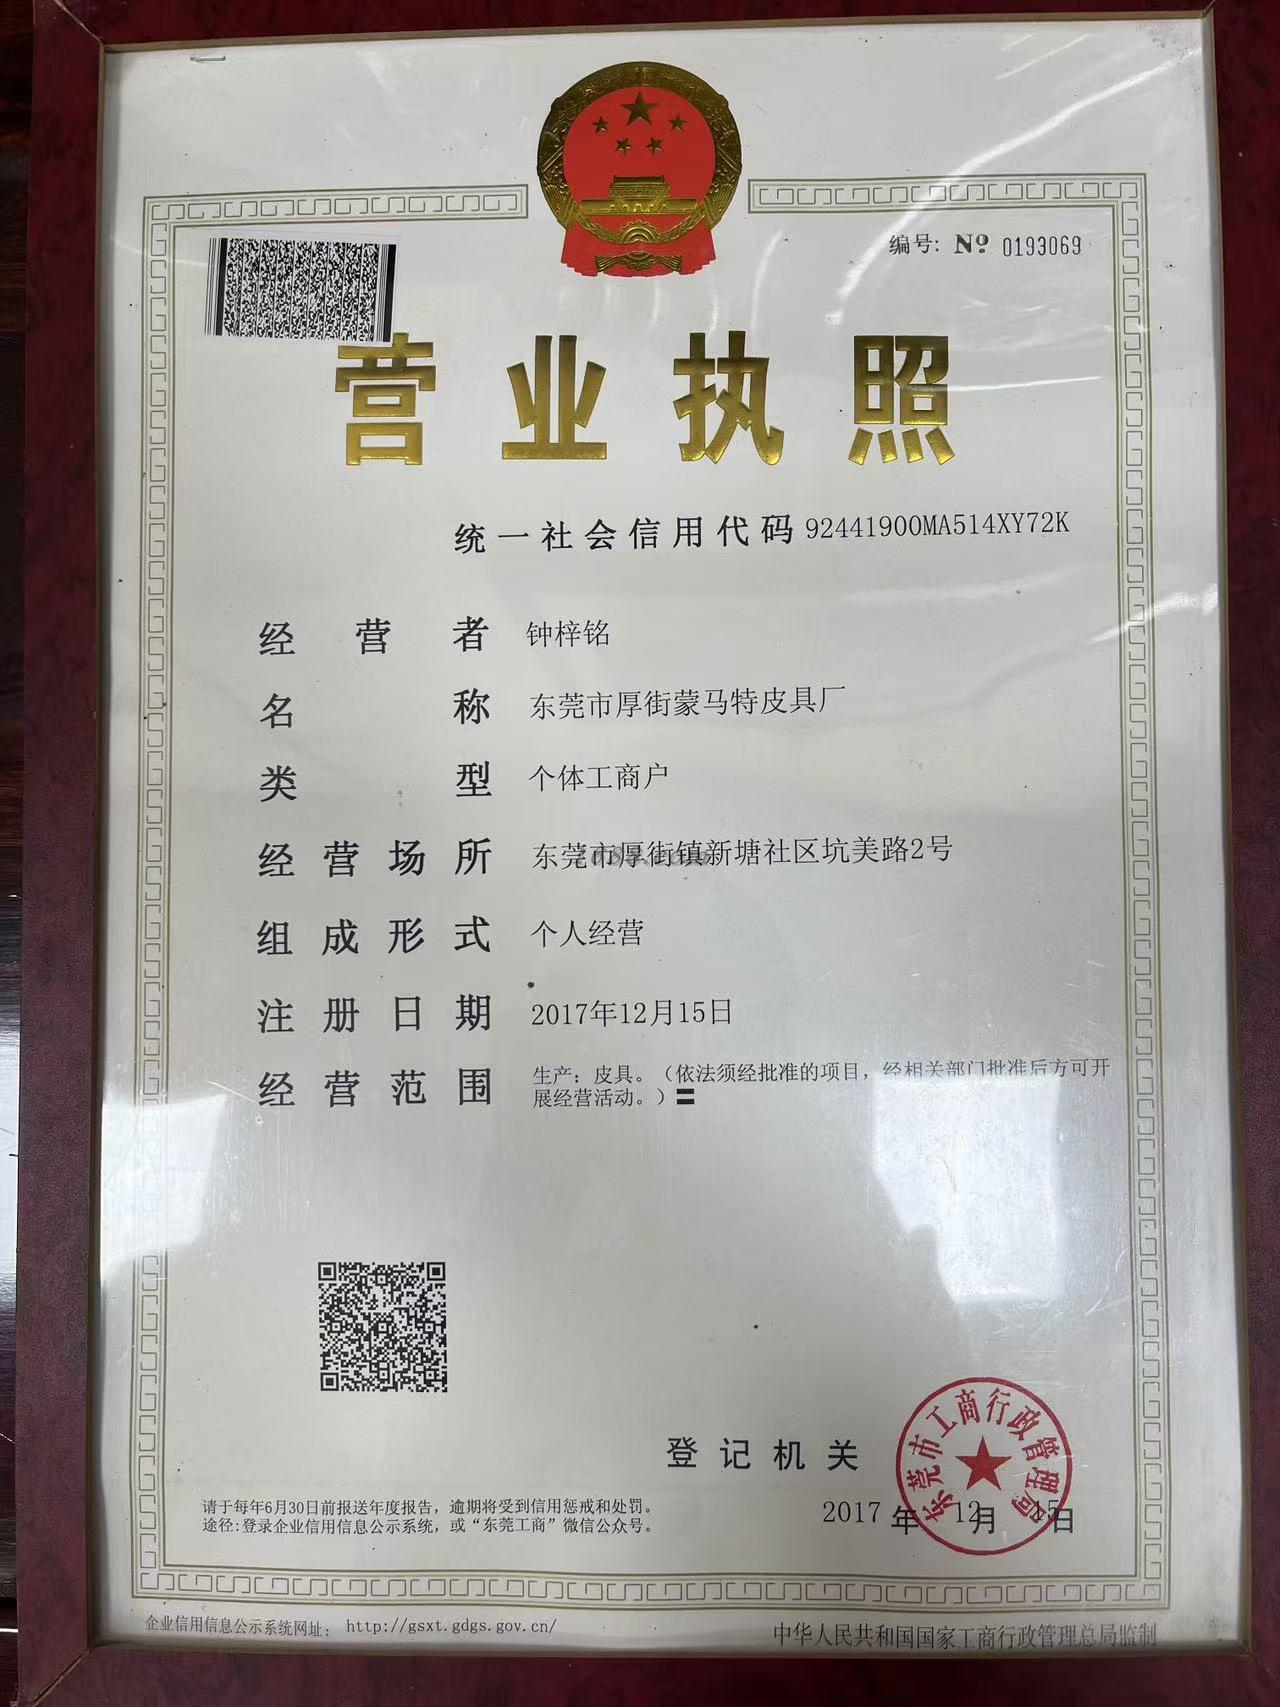 编号: No 0193069
营业执照
统一社会信用代码 92441900MA514XY72K
经营者 钟梓铭
名称 东莞市厚街蒙马特皮具厂
类型 个体工商户
经营场所 东莞市厚街镇新塘社区坑美路2号
组成形式 个人经营
注册日期 2017年12月15日
经营范围 生产：皮具。（依法须经批准的项目，经相关部门批准后方可开
展经营活动。）〓
东莞市工商行政管理局
登记机关
2017 年 12 月 15 日
请于每年6月30日前报送年度报告，逾期将受到信用惩戒和处罚。
途径:登录企业信用信息公示系统，或“东莞工商”微信公众号。
企业信用信息公示系统网址： http://gsxt.gdgs.gov.cn/
中华人民共和国国家工商行政管理总局监制